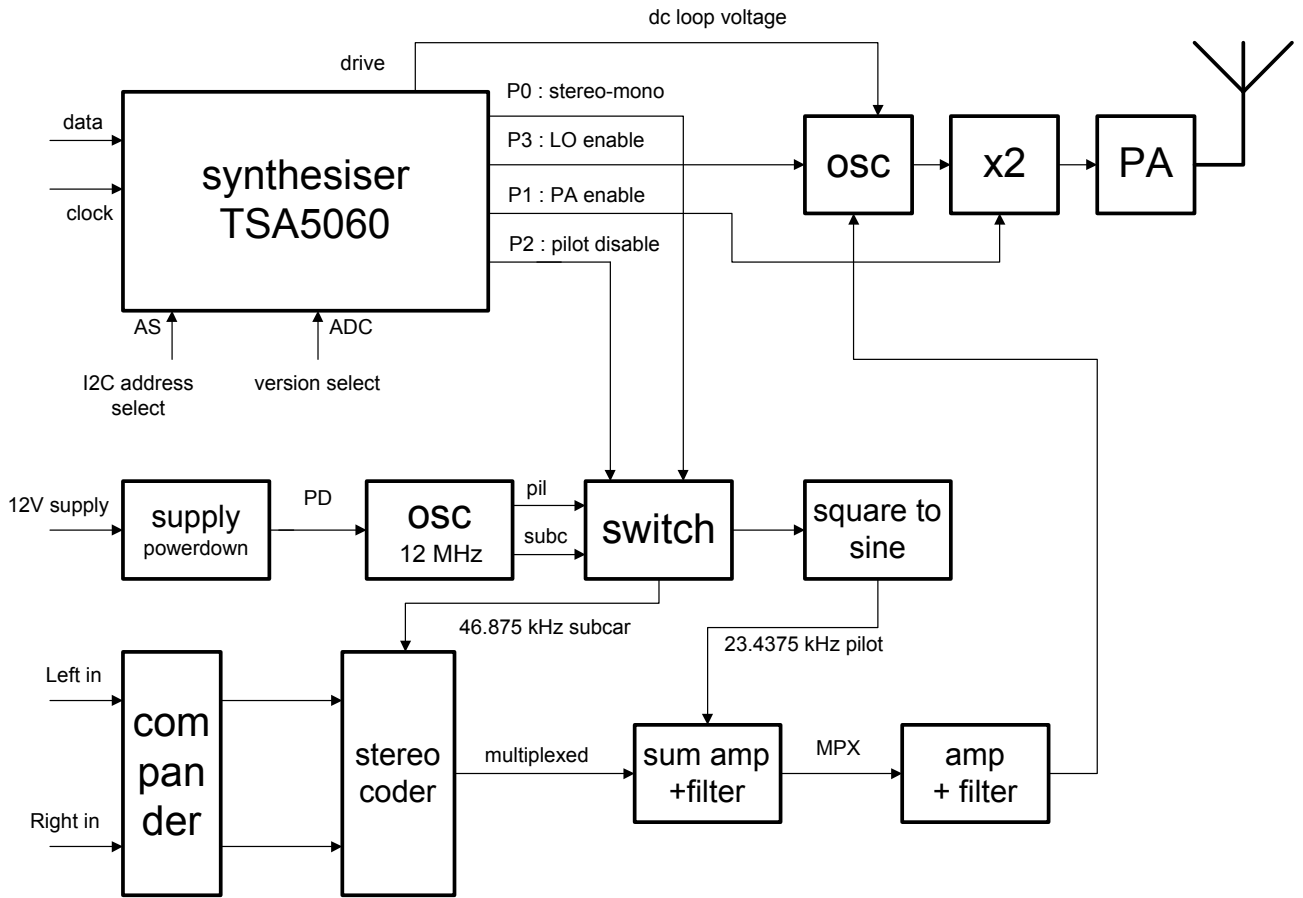 dc loop voltage
drive
P0 : stereo-mono
data
P3 : LO enable
synthesiser
TSA5060
osc
x2
PA
clock
P1 : PA enable
P2 : pilot disable
AS
ADC
I2C address
select
version select
12V supply
supply
powerdown
PD
osc
12 MHz
pil
subc
switch
square to
sine
46.875 kHz subcar
23.4375 kHz pilot
Left in
com
pan
der
Right in
stereo
coder
multiplexed
sum amp
+filter
MPX
amp
+ filter